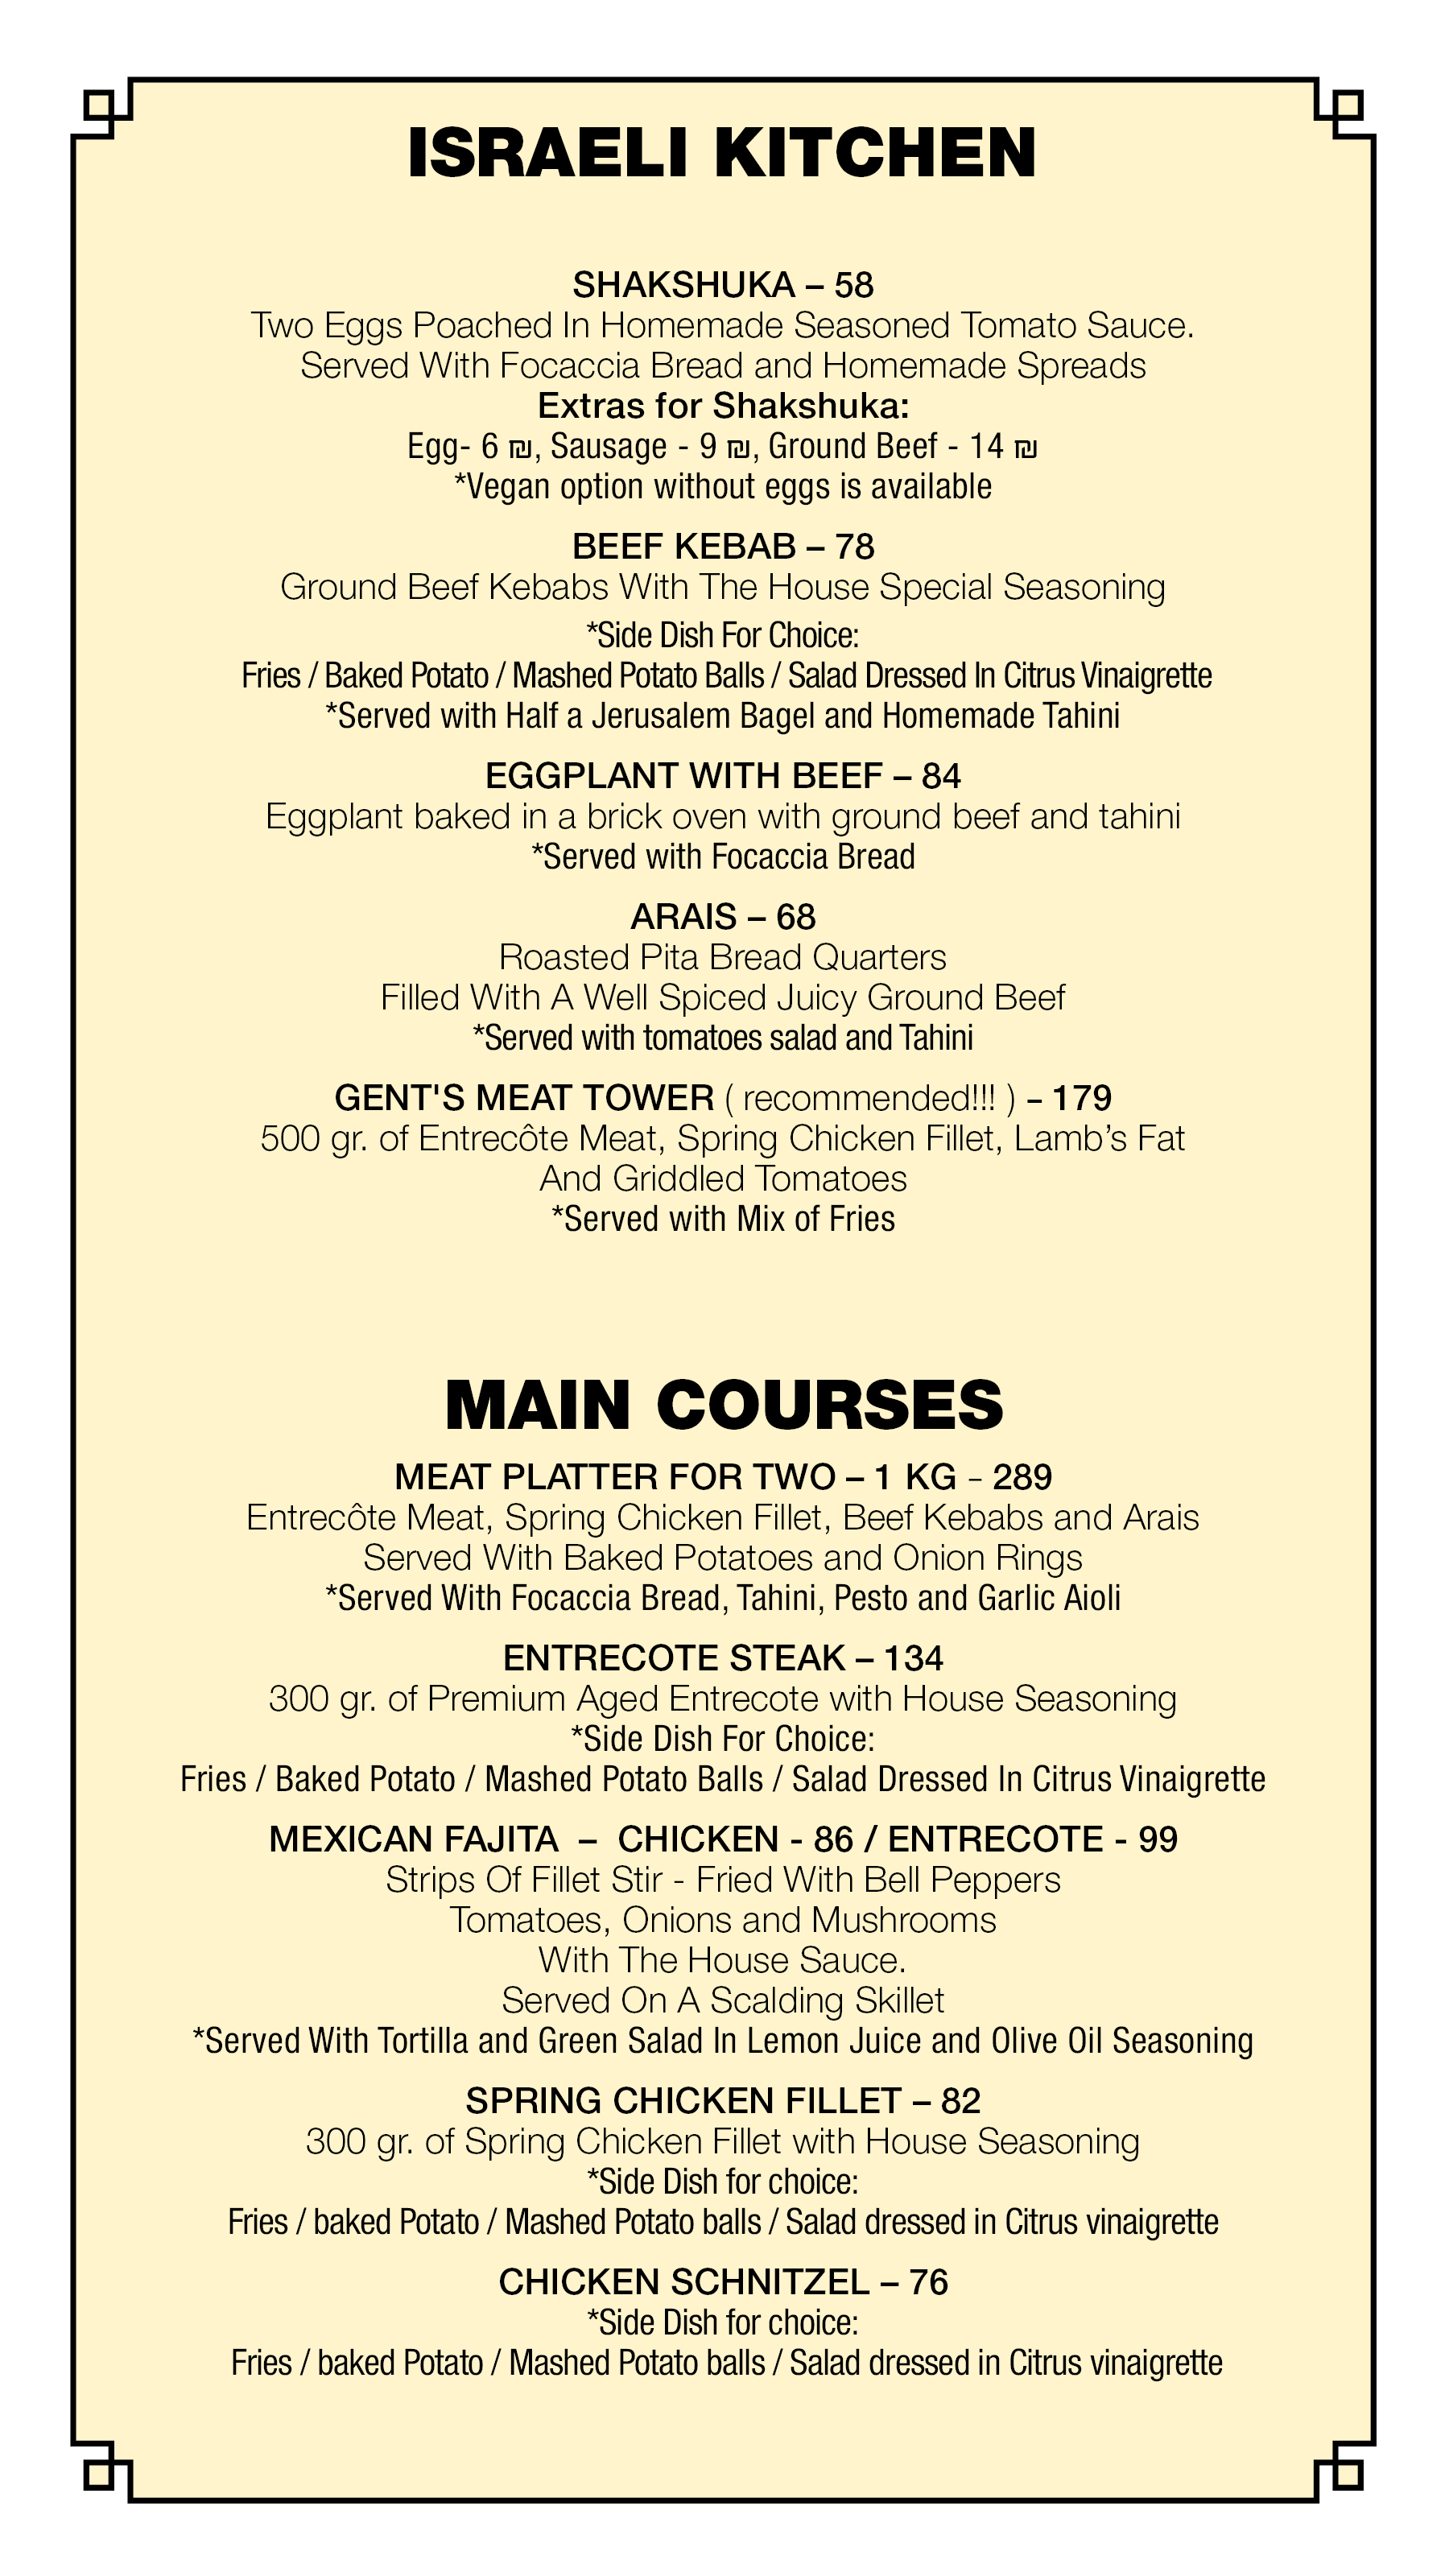 ISRAELI KITCHEN
SHAKSHUKA – 58
Two Eggs Poached In Homemade Seasoned Tomato Sauce.
Served With Focaccia Bread and Homemade Spreads
Extras for Shakshuka:
Egg- 6 ₪, Sausage - 9 ₪, Ground Beef - 14 ₪
*Vegan option without eggs is available
BEEF KEBAB – 78
Ground Beef Kebabs With The House Special Seasoning
*Side Dish For Choice:
Fries / Baked Potato / Mashed Potato Balls / Salad Dressed In Citrus Vinaigrette
*Served with Half a Jerusalem Bagel and Homemade Tahini
EGGPLANT WITH BEEF – 84
Eggplant baked in a brick oven with ground beef and tahini
*Served with Focaccia Bread
ARAIS – 68
Roasted Pita Bread Quarters
Filled With A Well Spiced Juicy Ground Beef
*Served with tomatoes salad and Tahini
GENT'S MEAT TOWER ( recommended!!! ) – 179
500 gr. of Entrecôte Meat, Spring Chicken Fillet, Lamb’s Fat
And Griddled Tomatoes
*Served with Mix of Fries
MAIN COURSES
MEAT PLATTER FOR TWO – 1 KG – 289
Entrecôte Meat, Spring Chicken Fillet, Beef Kebabs and Arais
Served With Baked Potatoes and Onion Rings
*Served With Focaccia Bread, Tahini, Pesto and Garlic Aioli
ENTRECOTE STEAK – 134
300 gr. of Premium Aged Entrecote with House Seasoning
*Side Dish For Choice:
Fries / Baked Potato / Mashed Potato Balls / Salad Dressed In Citrus Vinaigrette
MEXICAN FAJITA – CHICKEN - 86 / ENTRECOTE - 99
Strips Of Fillet Stir - Fried With Bell Peppers
Tomatoes, Onions and Mushrooms
With The House Sauce.
Served On A Scalding Skillet
*Served With Tortilla and Green Salad In Lemon Juice and Olive Oil Seasoning
SPRING CHICKEN FILLET – 82
300 gr. of Spring Chicken Fillet with House Seasoning
*Side Dish for choice:
Fries / baked Potato / Mashed Potato balls / Salad dressed in Citrus vinaigrette
CHICKEN SCHNITZEL – 76
*Side Dish for choice:
Fries / baked Potato / Mashed Potato balls / Salad dressed in Citrus vinaigrette